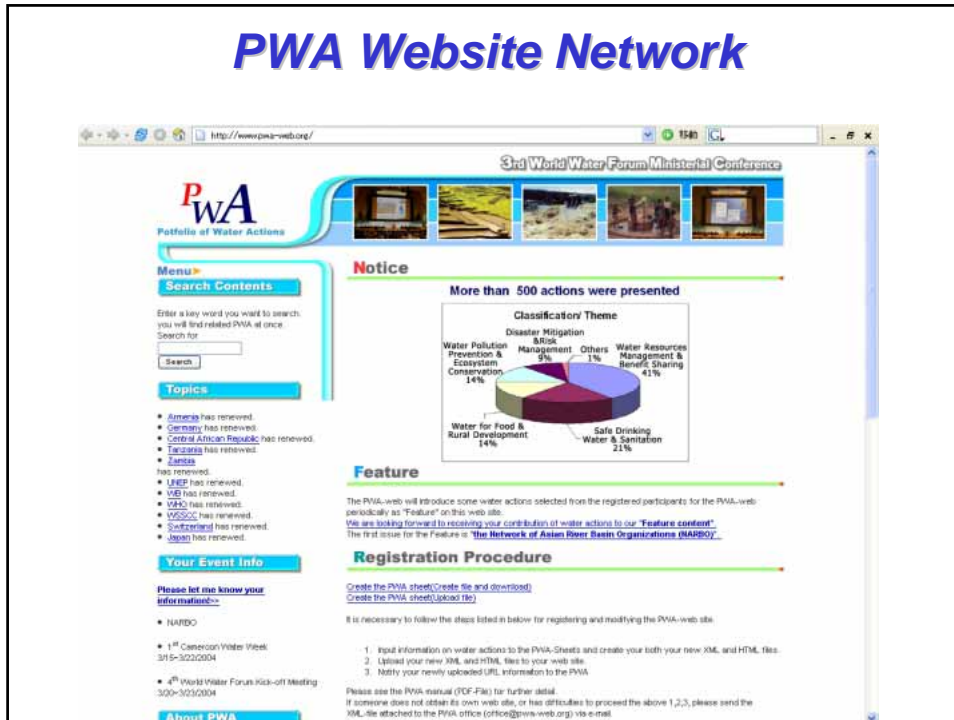 PWA Website Network
http://www.pwa-web.org/
移動
3rd World Water Forum Ministerial Conference
PWA
Potfolio of Water Actions
Menu
Search Contents
Enter a key word you want to search.
you will find related PWA at once.
Search for
Search
Topics
Armenia has renewed.
Germany has renewed.
Central African Republic has renewed.
Tanzania has renewed.
Zambia
has renewed.
UNEP has renewed.
WB has renewed.
WHO has renewed.
WSSCC has renewed.
Switzerland has renewed.
Japan has renewed.
Your Event Info
Please let me know your
information!>>
NARBO
1st Cameroon Water Week
3/15-3/22/2004
4th World Water Forum Kick-off Meeting
3/20-3/23/2004
About PWA
Notice
More than 500 actions were presented
Classification/ Theme
Disaster Mitigation
&Risk
Management
9%
Others
1%
Water Resources
Management &
Benefit Sharing
41%
Water Pollution
Prevention &
Ecosystem
Conservation
14%
Water for Food &
Rural Development
14%
Safe Drinking
Water & Sanitation
21%
Feature
The PWA-web will introduce some water actions selected from the registered participants for the PWA-web
periodically as "Feature" on this web site.
We are looking forward to receiving your contribution of water actions to our "Feature content".
The first issue for the Feature is "the Network of Asian River Basin Organizations (NARBO)".
Registration Procedure
Create the PWA sheet(Create file and download)
Create the PWA sheet(Upload file)
It is necessary to follow the steps listed in below for registering and modifying the PWA-web site.
1. Input information on water actions to the PWA-Sheets and create your both your new XML and HTML files.
2. Upload your new XML and HTML files to your web site.
3. Notify your newly uploaded URL information to the PWA
Please see the PWA manual (PDF-File) for further detail.
If someone does not obtain its own web site, or has difficulties to proceed the above 1,2,3, please send the
XML-file attached to the PWA office (office@pwa-web.org) via e-mail.